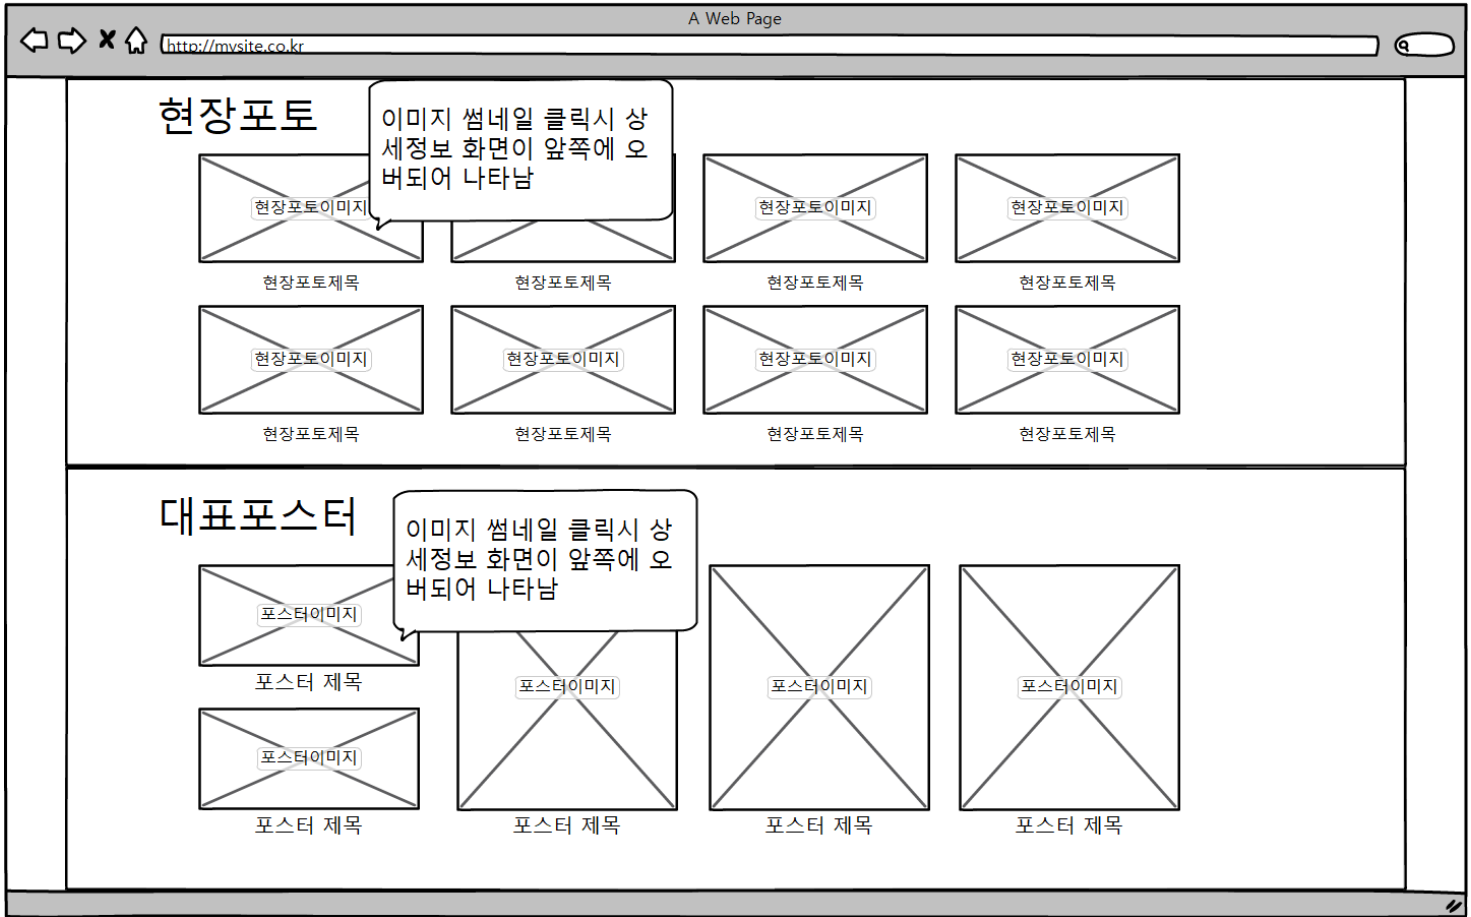 A Web Page
http://mysite.co.kr
현장포토
이미지 썸네일 클릭시 상
세정보 화면이 앞쪽에 오
버되어 나타남
현장포토이미지
현장포토이미지
현장포토이미지
현장포토제목
현장포토제목
현장포토제목
현장포토제목
현장포토이미지
현장포토이미지
현장포토이미지
현장포토이미지
현장포토제목
현장포토제목
현장포토제목
현장포토제목
대표포스터
이미지 썸네일 클릭시 상
세정보 화면이 앞쪽에 오
버되어 나타남
포스터이미지
포스터 제목
포스터이미지
포스터이미지
포스터이미지
포스터이미지
포스터 제목
포스터 제목
포스터 제목
포스터 제목